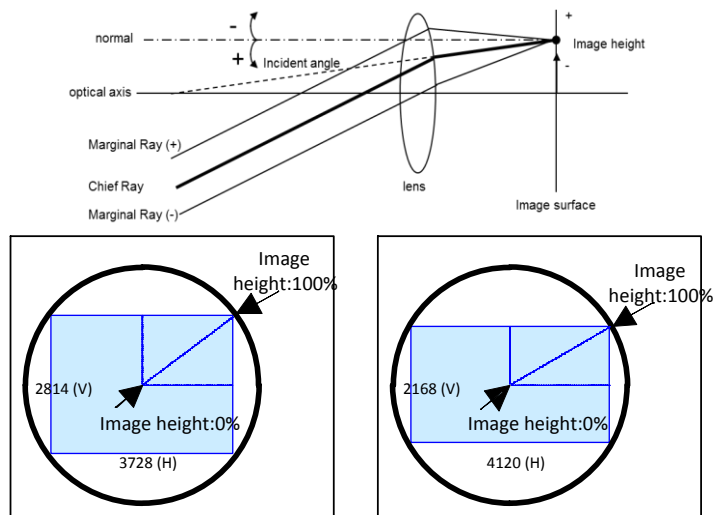 normal
-
+
Incident angle
+
Image height
-
optical axis
Marginal Ray (+)
Chief Ray
Marginal Ray (-)
lens
Image surface
Image
height:100%
2814 (V)
Image height:0%
3728 (H)
Image
height:100%
2168 (V)
Image height:0%
4120 (H)